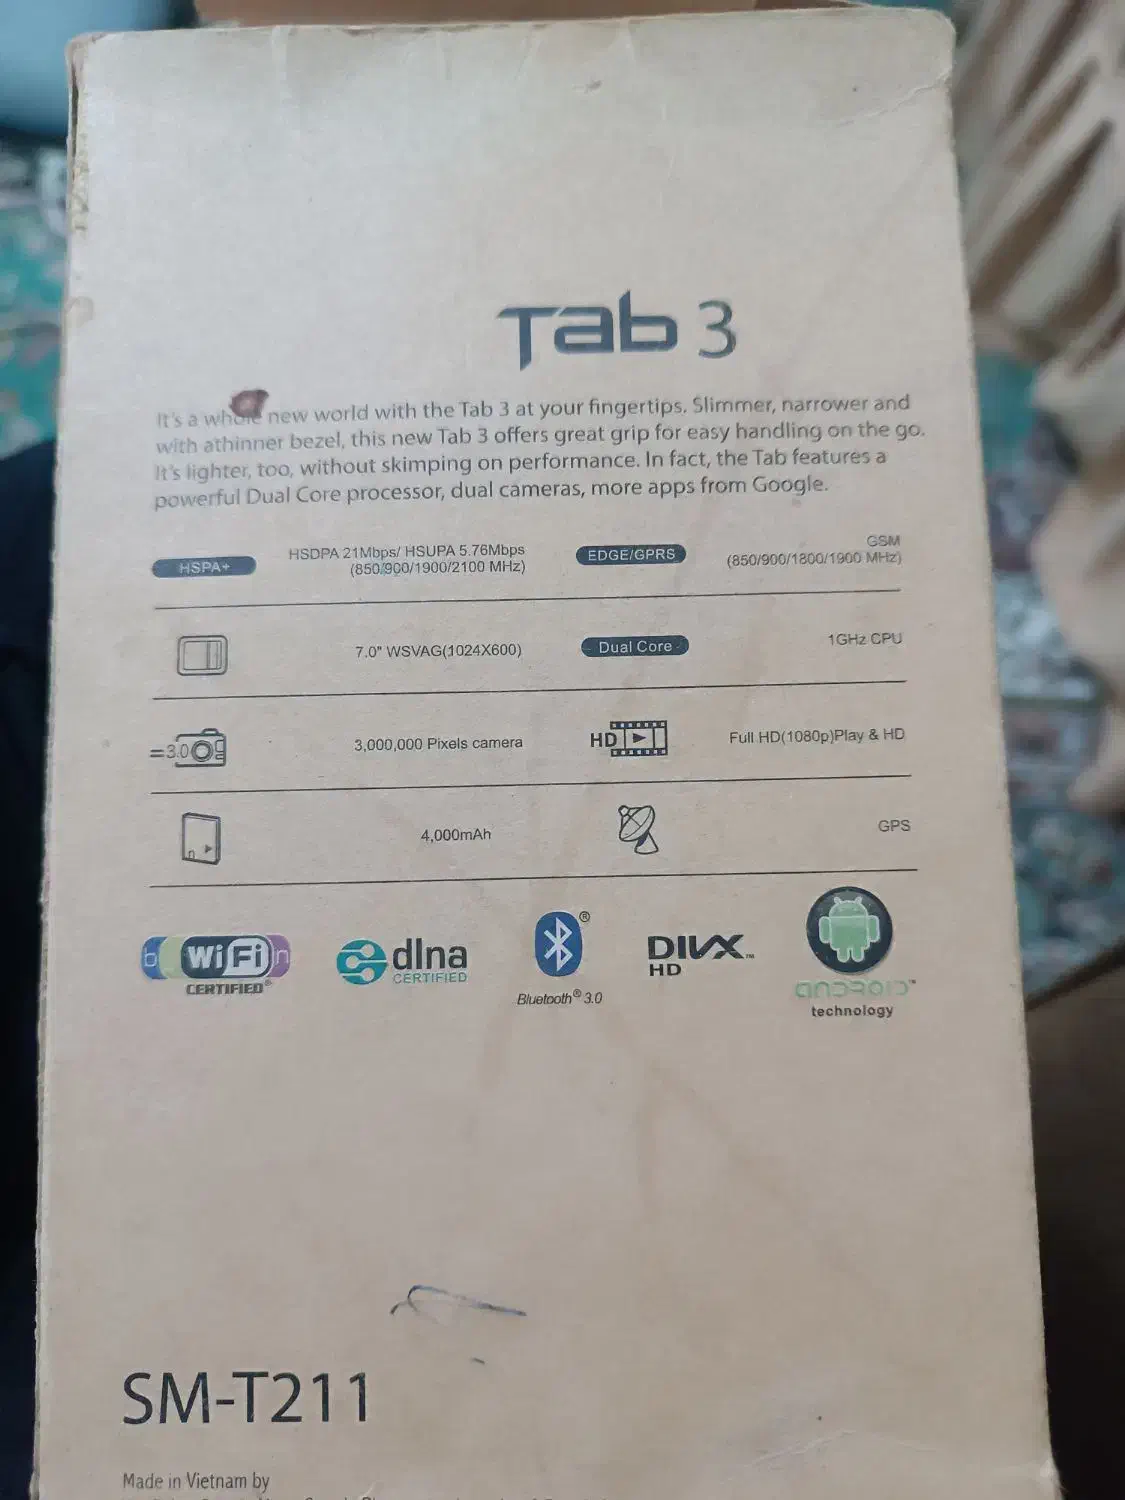 Tab 3
It's a whole new world with the Tab 3 at your fingertips. Slimmer, narrower and
with athinner bezel, this new Tab 3 offers great grip for easy handling on the go.
It's lighter, too, without skimping on performance. In fact, the Tab features a
powerful Dual Core processor, dual cameras, more apps from Google.
HSPA+
HSDPA 21Mbps/ HSUPA 5.76Mbps
(850/900/1900/2100 MHz)
EDGE/GPRS
GSM
(850/900/1800/1900 MHz)
7.0" WSVAG(1024X600)
Dual Core
1GHz CPU
=3.0
3,000,000 Pixels camera
HD
Full HD(1080p)Play & HD
4,000mAh
GPS
b WiFi n
CERTIFIED®
dlna
CERTIFIED
®
Bluetooth® 3.0
DIVX™
HD
ANDROID™
technology
SM-T211
Made in Vietnam by